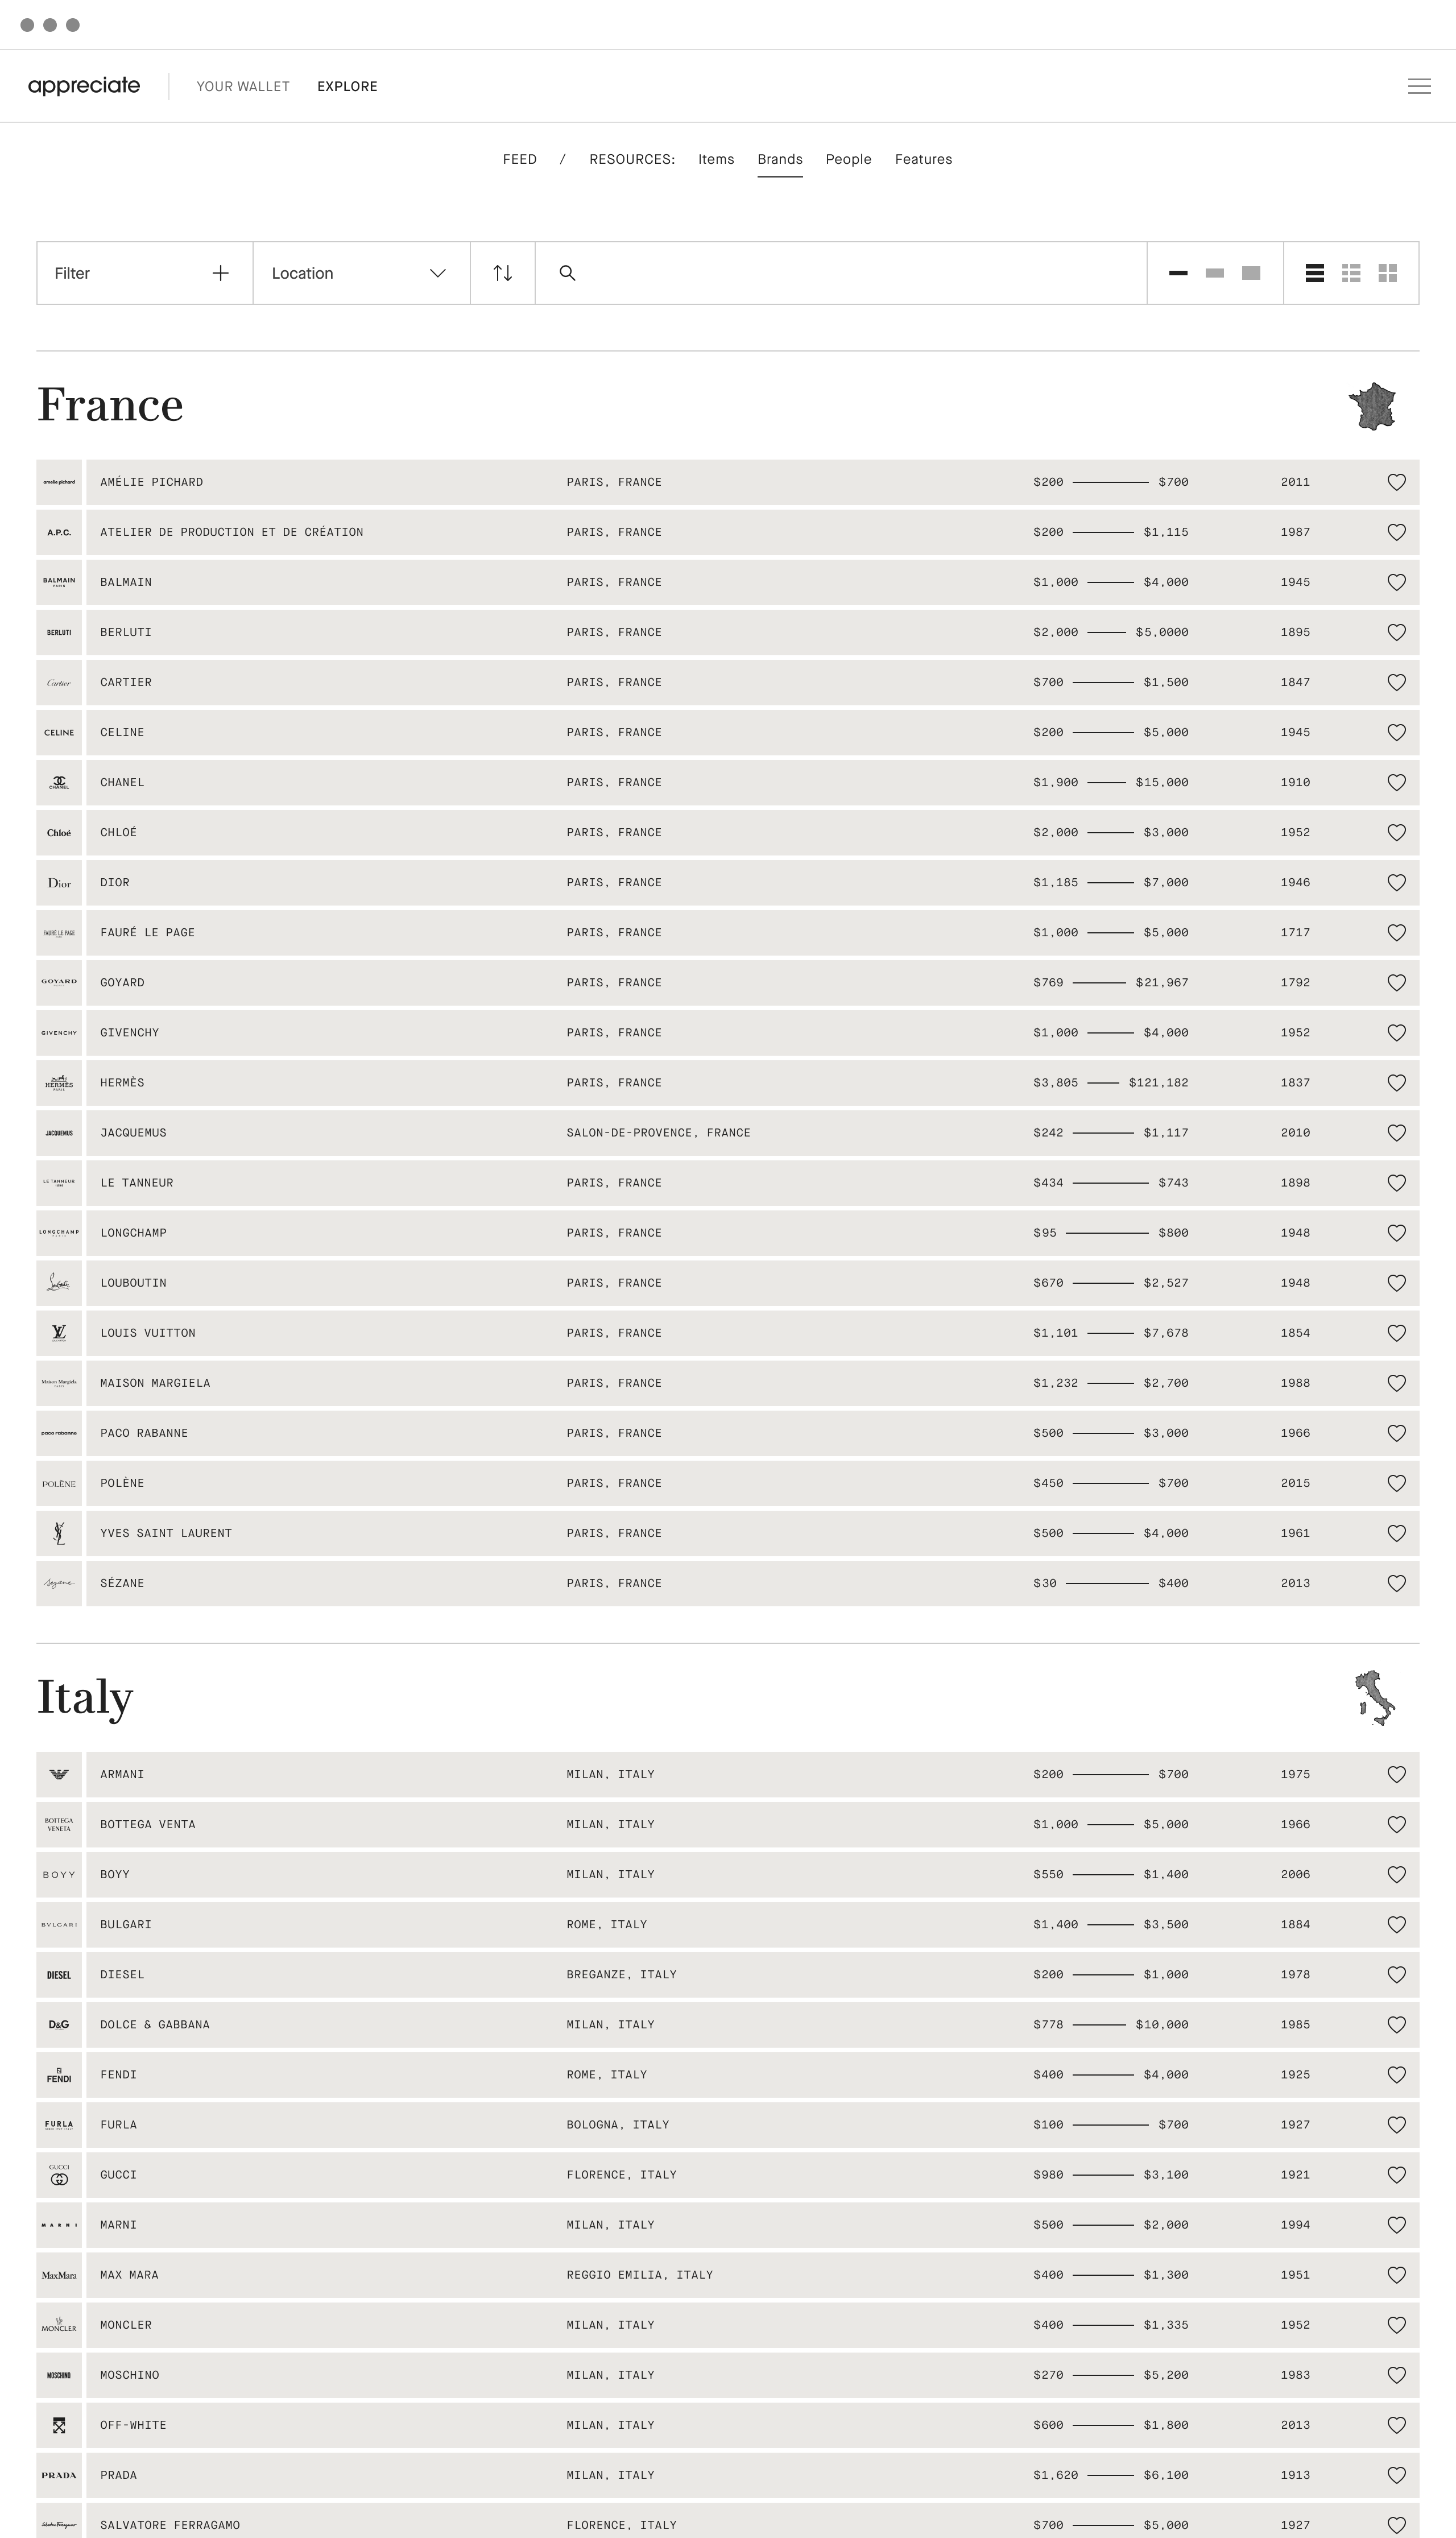 appreciate YOUR WALLET EXPLORE
FEED / RESOURCES: Items Brands People Features
Filter Location
France
amélie pichard AMÉLIE PICHARD PARIS, FRANCE $200 $700 2011
A.P.C. ATELIER DE PRODUCTION ET DE CRÉATION PARIS, FRANCE $200 $1,115 1987
BALMAIN PARIS BALMAIN PARIS, FRANCE $1,000 $4,000 1945
BERLUTI BERLUTI PARIS, FRANCE $2,000 $5,0000 1895
Cartier CARTIER PARIS, FRANCE $700 $1,500 1847
CELINE CELINE PARIS, FRANCE $200 $5,000 1945
CHANEL CHANEL PARIS, FRANCE $1,900 $15,000 1910
Chloé CHLOÉ PARIS, FRANCE $2,000 $3,000 1952
Dior DIOR PARIS, FRANCE $1,185 $7,000 1946
FAURÉ LE PAGE FAURÉ LE PAGE PARIS, FRANCE $1,000 $5,000 1717
GOYARD GOYARD PARIS, FRANCE $769 $21,967 1792
GIVENCHY GIVENCHY PARIS, FRANCE $1,000 $4,000 1952
HERMÈS PARIS HERMÈS PARIS, FRANCE $3,805 $121,182 1837
JACQUEMUS JACQUEMUS SALON-DE-PROVENCE, FRANCE $242 $1,117 2010
LE TANNEUR 1898 LE TANNEUR PARIS, FRANCE $434 $743 1898
LONGCHAMP PARIS LONGCHAMP PARIS, FRANCE $95 $800 1948
LOUBOUTIN PARIS, FRANCE $670 $2,527 1948
LV LOUIS VUITTON PARIS, FRANCE $1,101 $7,678 1854
Maison Margiela PARIS MAISON MARGIELA PARIS, FRANCE $1,232 $2,700 1988
paco rabanne PACO RABANNE PARIS, FRANCE $500 $3,000 1966
POLÈNE POLÈNE PARIS, FRANCE $450 $700 2015
YSL YVES SAINT LAURENT PARIS, FRANCE $500 $4,000 1961
Sézane SÉZANE PARIS, FRANCE $30 $400 2013
Italy
ARMANI MILAN, ITALY $200 $700 1975
BOTTEGA VENETA BOTTEGA VENTA MILAN, ITALY $1,000 $5,000 1966
BOYY BOYY MILAN, ITALY $550 $1,400 2006
BVLGARI BULGARI ROME, ITALY $1,400 $3,500 1884
DIESEL DIESEL BREGANZE, ITALY $200 $1,000 1978
D&G DOLCE & GABBANA MILAN, ITALY $778 $10,000 1985
FENDI FENDI ROME, ITALY $400 $4,000 1925
FURLA FURLA BOLOGNA, ITALY $100 $700 1927
GUCCI GUCCI FLORENCE, ITALY $980 $3,100 1921
MARNI MARNI MILAN, ITALY $500 $2,000 1994
MaxMara MAX MARA REGGIO EMILIA, ITALY $400 $1,300 1951
MONCLER MONCLER MILAN, ITALY $400 $1,335 1952
MOSCHINO MOSCHINO MILAN, ITALY $270 $5,200 1983
OFF-WHITE MILAN, ITALY $600 $1,800 2013
PRADA PRADA MILAN, ITALY $1,620 $6,100 1913
Salvatore Ferragamo SALVATORE FERRAGAMO FLORENCE, ITALY $700 $5,000 1927